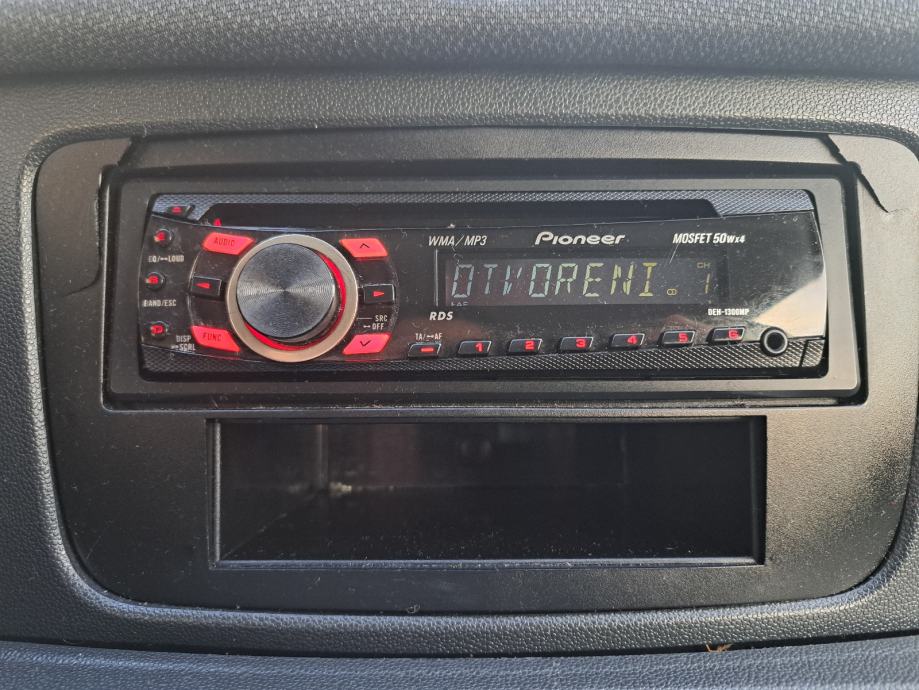 WMA/MP3 Pioneer MOSFET 50Wx4
AUDIO
EQ/LOUD
BAND/ESC
DISP
SCRL
FUNC
SRC
OFF
OTVORENI CH 1
AF
RDS
DEH-1300MP
TA/AF
1 2 3 4 5 6